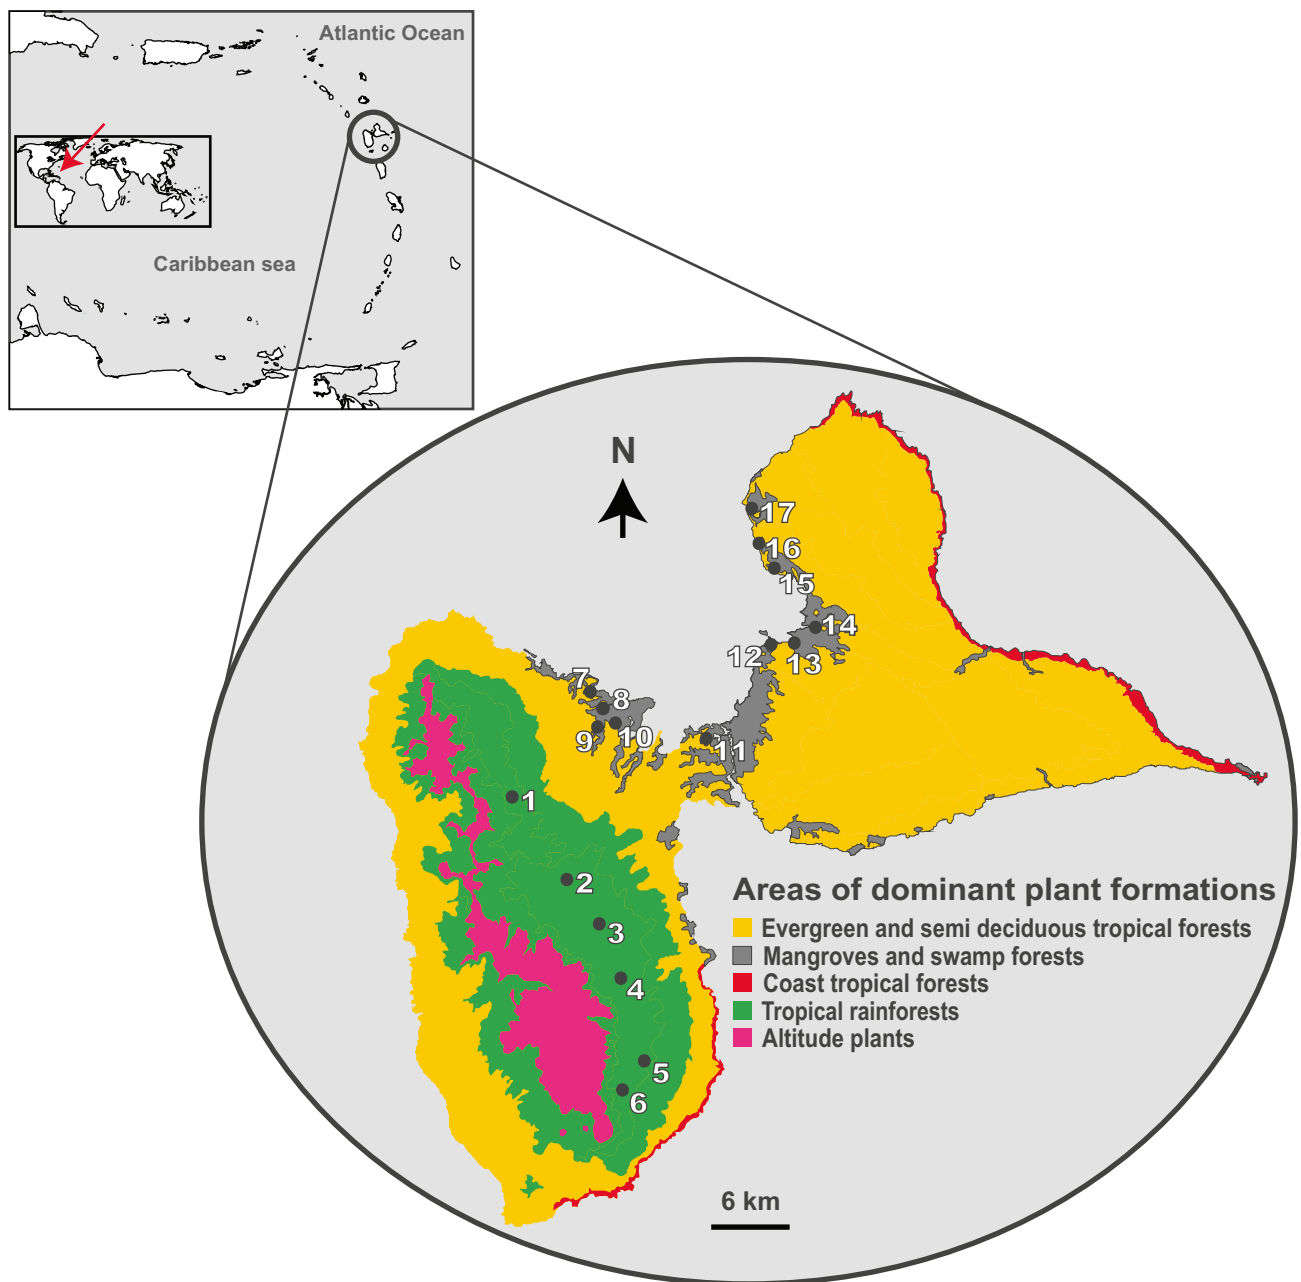 Atlantic Ocean
Caribbean sea
N
17
16
15
14
12
13
7
8
9
10
11
1
2
3
4
5
6
Areas of dominant plant formations
Evergreen and semi deciduous tropical forests
Mangroves and swamp forests
Coast tropical forests
Tropical rainforests
Altitude plants
6 km